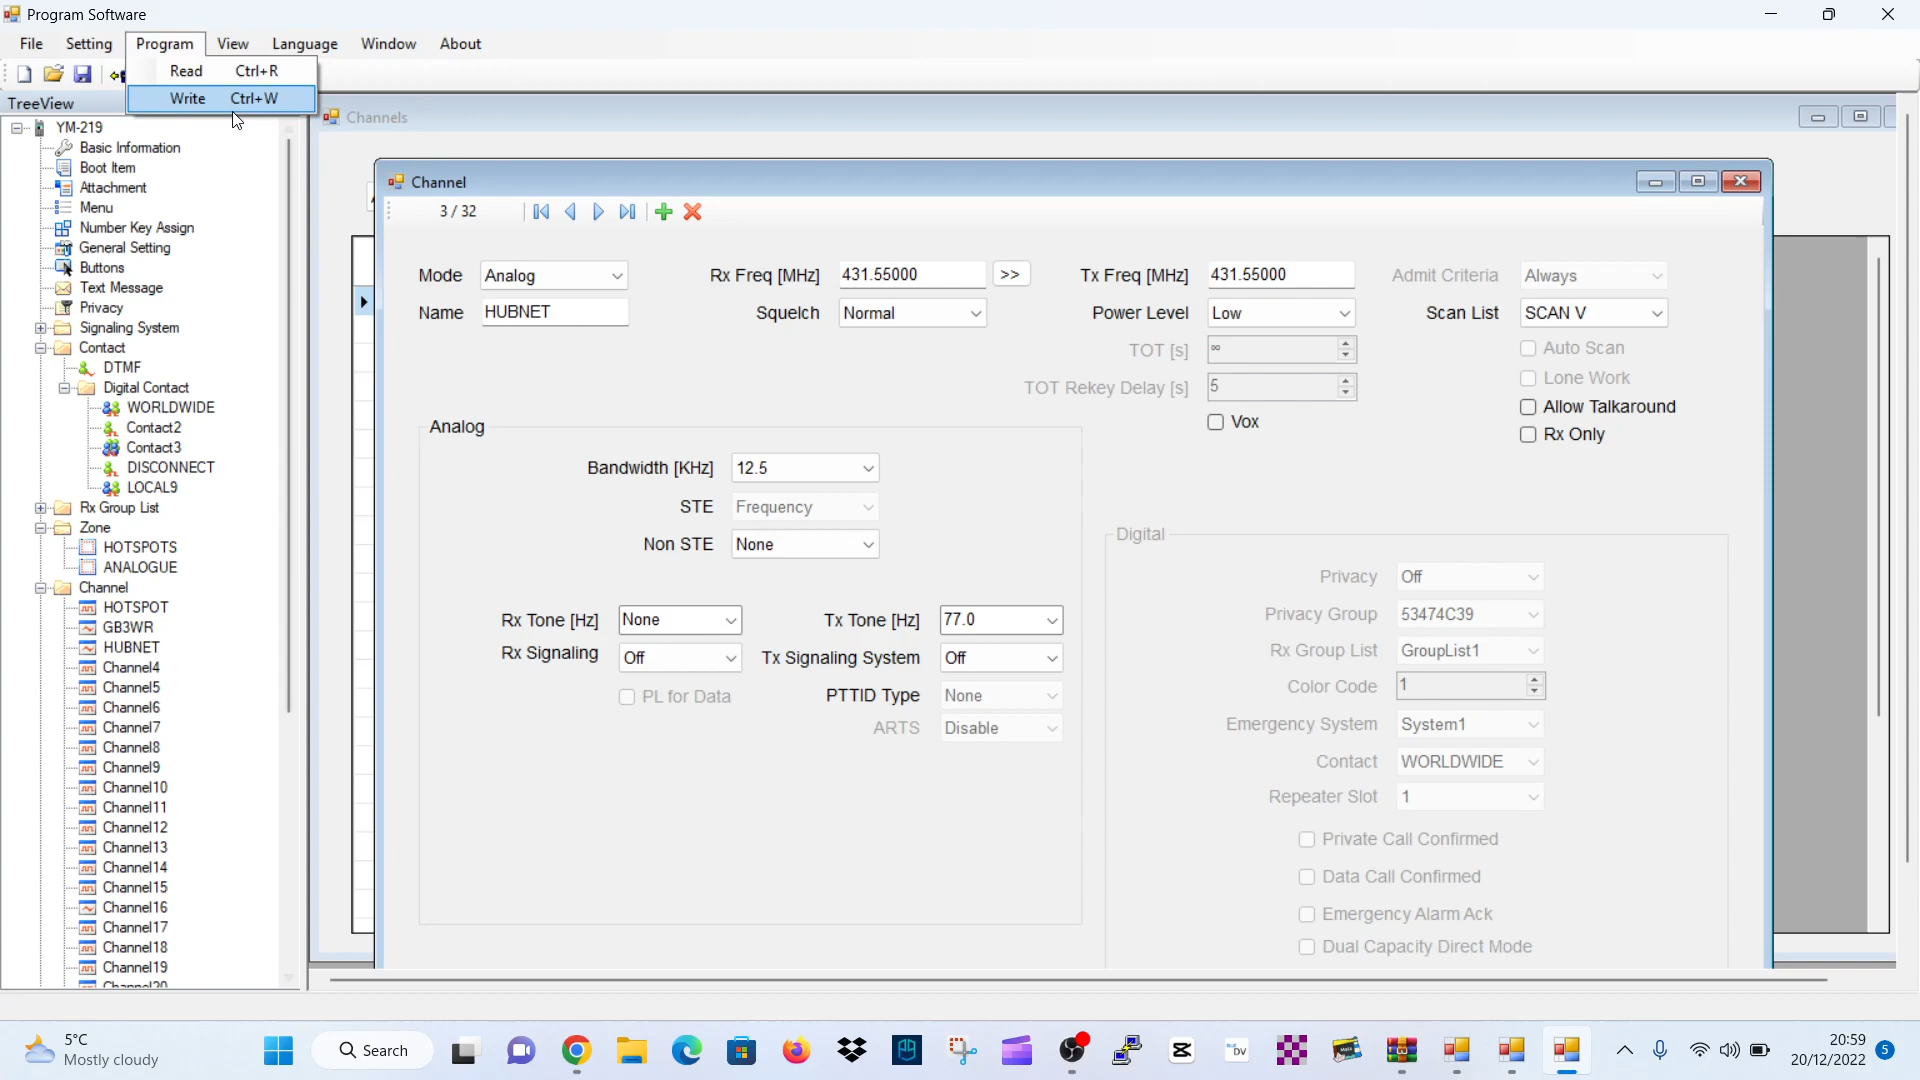 Program Software
File Setting Program View Language Window About
Read Ctrl+R
Write Ctrl+W
TreeView
YM-219
Basic Information
Boot Item
Attachment
Menu
Number Key Assign
General Setting
Buttons
Text Message
Privacy
Signaling System
Contact
DTMF
Digital Contact
WORLDWIDE
Contact2
Contact3
DISCONNECT
LOCAL9
Rx Group List
Zone
HOTSPOTS
ANALOGUE
Channel
HOTSPOT
GB3WR
HUBNET
Channel4
Channel5
Channel6
Channel7
Channel8
Channel9
Channel10
Channel11
Channel12
Channel13
Channel14
Channel15
Channel16
Channel17
Channel18
Channel19
Channel20
Channels
Channel
3 / 32
Mode Analog Rx Freq [MHz] 431.55000 >> Tx Freq [MHz] 431.55000 Admit Criteria Always
Name HUBNET Squelch Normal Power Level Low Scan List SCAN V
TOT [s] ∞ Auto Scan
TOT Rekey Delay [s] 5 Lone Work
Vox Allow Talkaround
Rx Only
Analog
Bandwidth [KHz] 12.5
STE Frequency
Non STE None
Rx Tone [Hz] None Tx Tone [Hz] 77.0
Rx Signaling Off Tx Signaling System Off
PL for Data PTTID Type None
ARTS Disable
Digital
Privacy Off
Privacy Group 53474C39
Rx Group List GroupList1
Color Code 1
Emergency System System1
Contact WORLDWIDE
Repeater Slot 1
Private Call Confirmed
Data Call Confirmed
Emergency Alarm Ack
Dual Capacity Direct Mode
5°C
Mostly cloudy
Search
DV
20:59
20/12/2022
5